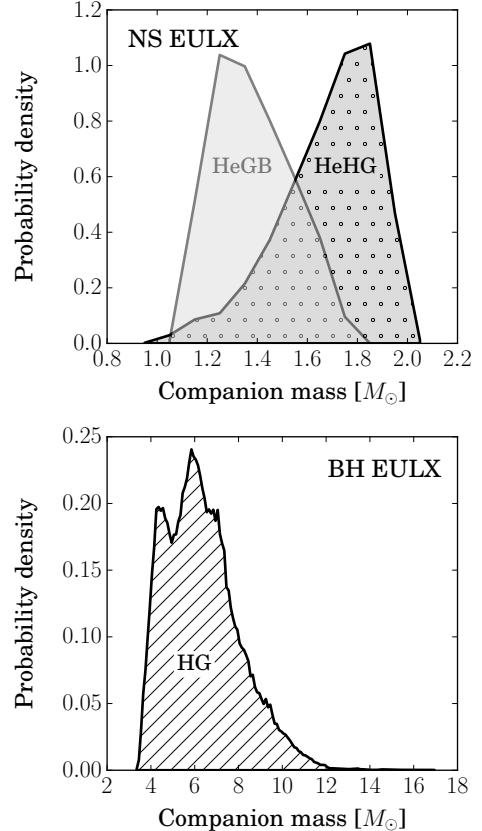 1.2
NS EULX
1.0
0.8
HeGB
HeHG
0.6
0.4
0.2
0.0
0.8 1.0 1.2 1.4 1.6 1.8 2.0 2.2
Probability density
Companion mass [M⊙]
0.25
BH EULX
0.20
0.15
0.10
HG
0.05
0.00
2 4 6 8 10 12 14 16 18
Probability density
Companion mass [M⊙]